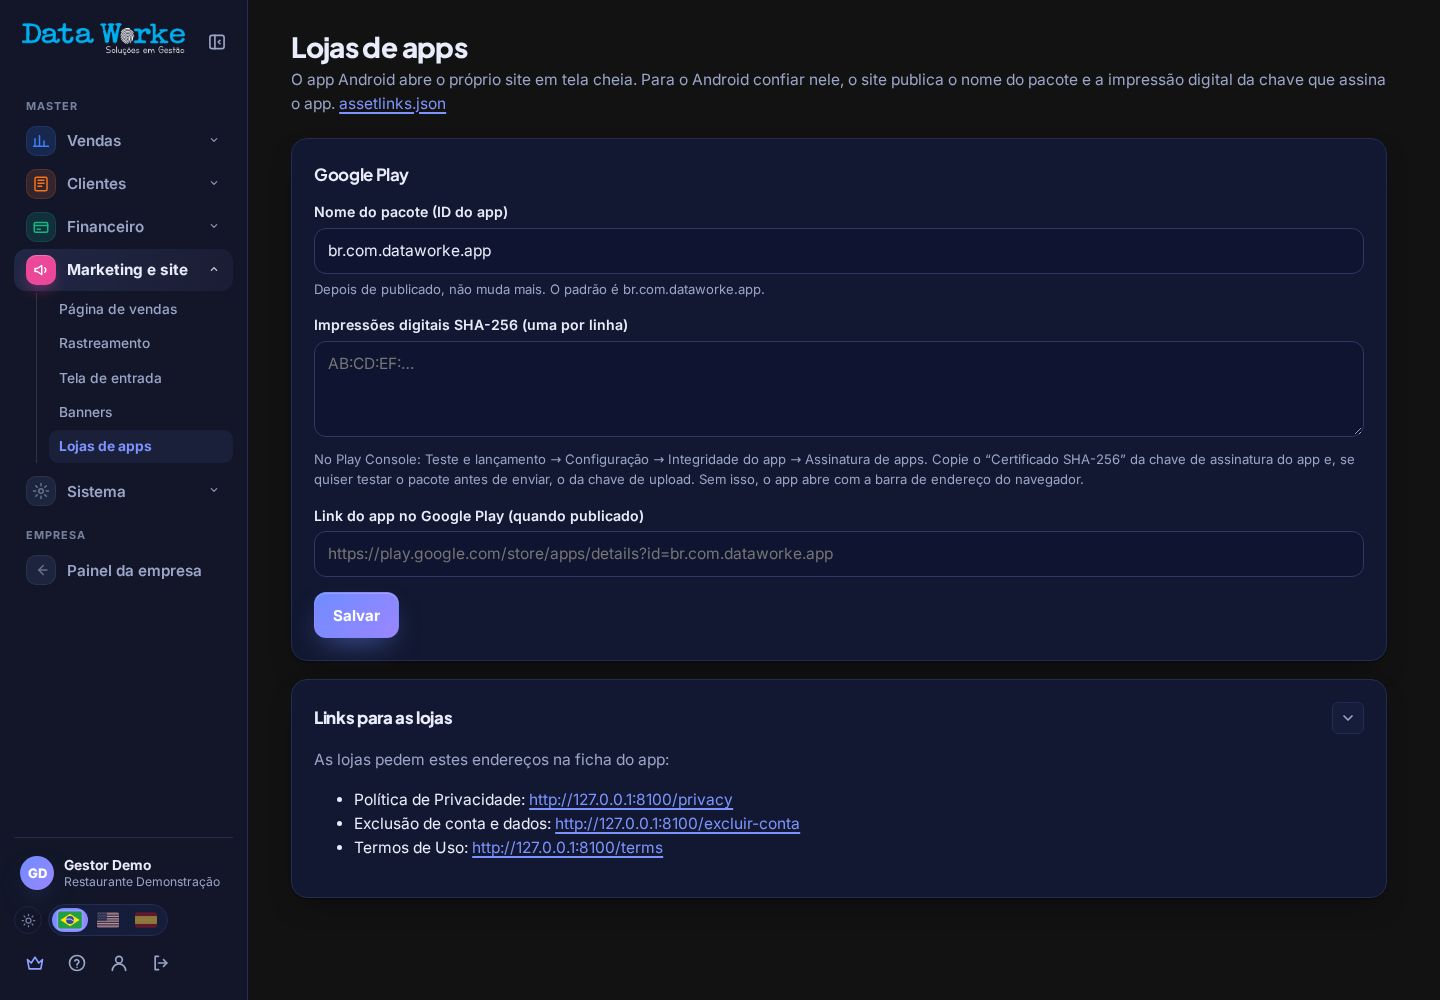 Data Worke
Soluções em Gestão
MASTER
Vendas
Clientes
Financeiro
Marketing e site
Página de vendas
Rastreamento
Tela de entrada
Banners
Lojas de apps
Sistema
EMPRESA
Painel da empresa
GD
Gestor Demo
Restaurante Demonstração
Lojas de apps
O app Android abre o próprio site em tela cheia. Para o Android confiar nele, o site publica o nome do pacote e a impressão digital da chave que assina
o app. assetlinks.json
Google Play
Nome do pacote (ID do app)
br.com.dataworke.app
Depois de publicado, não muda mais. O padrão é br.com.dataworke.app.
Impressões digitais SHA-256 (uma por linha)
AB:CD:EF:...
No Play Console: Teste e lançamento → Configuração → Integridade do app → Assinatura de apps. Copie o “Certificado SHA-256” da chave de assinatura do app e, se
quiser testar o pacote antes de enviar, o da chave de upload. Sem isso, o app abre com a barra de endereço do navegador.
Link do app no Google Play (quando publicado)
https://play.google.com/store/apps/details?id=br.com.dataworke.app
Salvar
Links para as lojas
As lojas pedem estes endereços na ficha do app:
• Política de Privacidade: http://127.0.0.1:8100/privacy
• Exclusão de conta e dados: http://127.0.0.1:8100/excluir-conta
• Termos de Uso: http://127.0.0.1:8100/terms